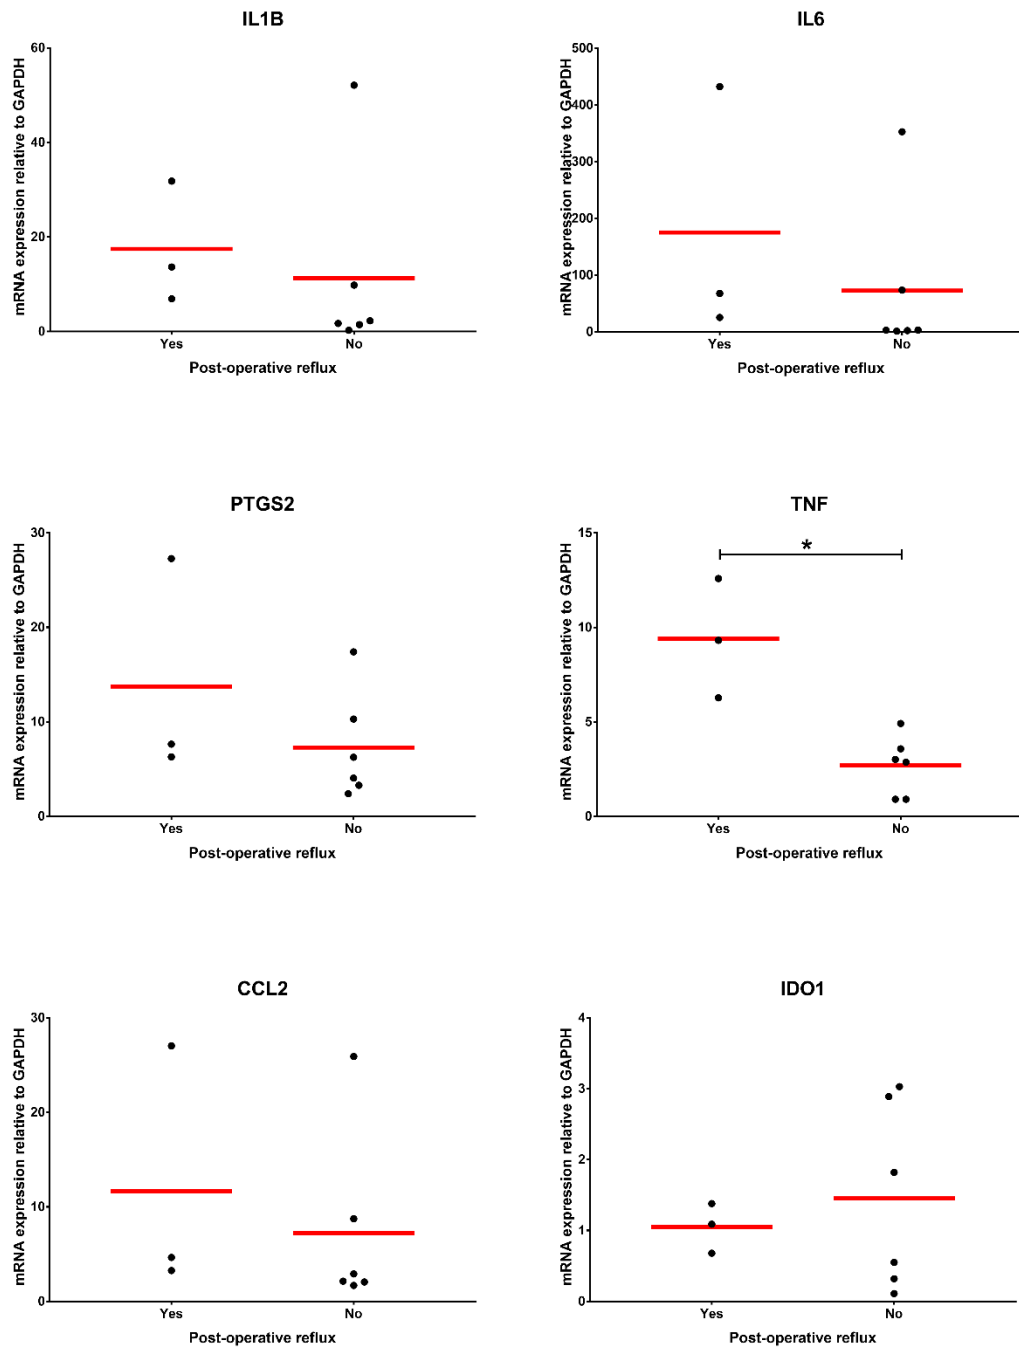 IL1B
mRNA expression relative to GAPDH
60
40
20
0
Yes
No
Post-operative reflux
IL6
mRNA expression relative to GAPDH
500
400
300
200
100
0
Yes
No
Post-operative reflux
PTGS2
mRNA expression relative to GAPDH
30
20
10
0
Yes
No
Post-operative reflux
TNF
mRNA expression relative to GAPDH
15
10
5
0
*
Yes
No
Post-operative reflux
CCL2
mRNA expression relative to GAPDH
30
20
10
0
Yes
No
Post-operative reflux
IDO1
mRNA expression relative to GAPDH
4
3
2
1
0
Yes
No
Post-operative reflux